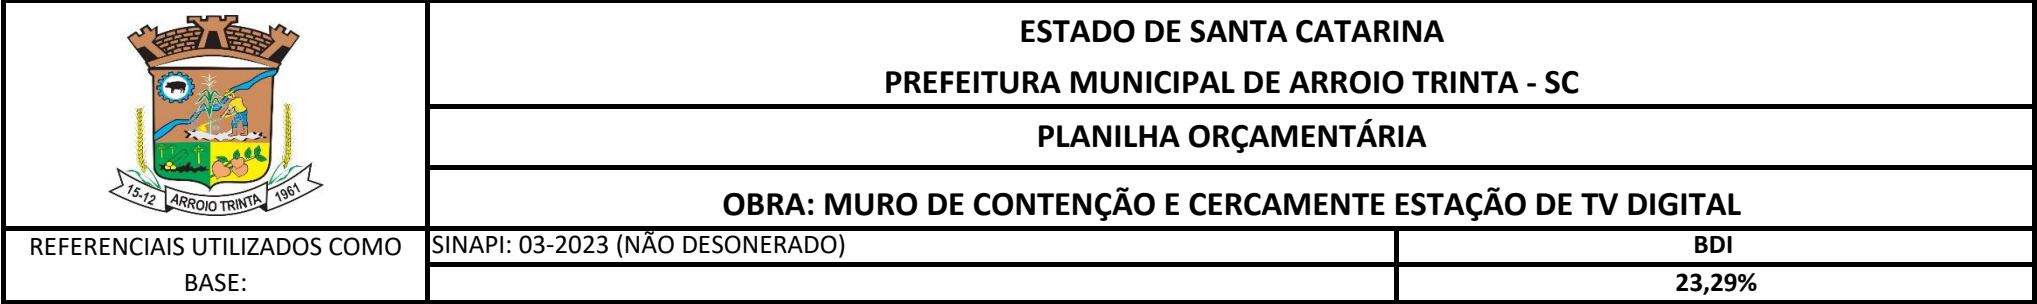 ESTADO DE SANTA CATARINA
PREFEITURA MUNICIPAL DE ARROIO TRINTA - SC
PLANILHA ORÇAMENTÁRIA
OBRA: MURO DE CONTENÇÃO E CERCAMENTE ESTAÇÃO DE TV DIGITAL
15-12 ARROIO TRINTA 1961
REFERENCIAIS UTILIZADOS COMO
BASE:
SINAPI: 03-2023 (NÃO DESONERADO)
BDI
23,29%